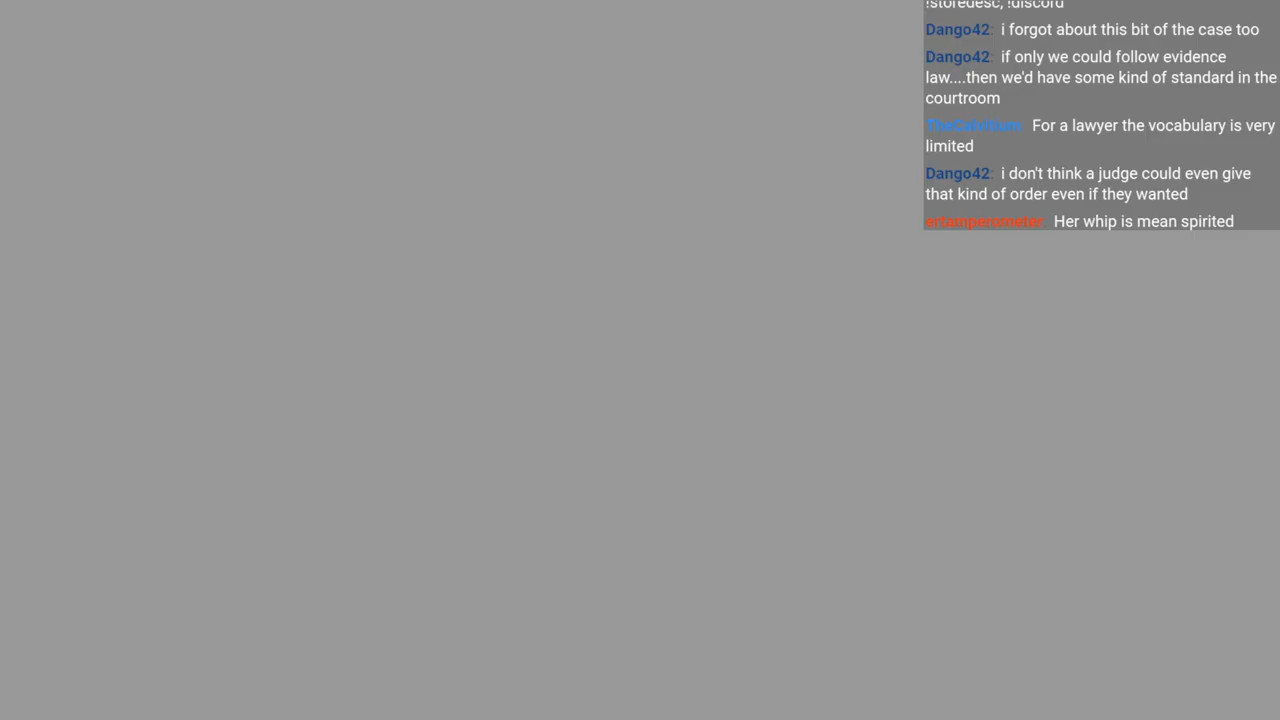 !storedesc, !discord
Dango42: i forgot about this bit of the case too
Dango42: if only we could follow evidence
law....then we'd have some kind of standard in the
courtroom
For a lawyer the vocabulary is very
limited
Dango42: i don't think a judge could even give
that kind of order even if they wanted
Her whip is mean spirited